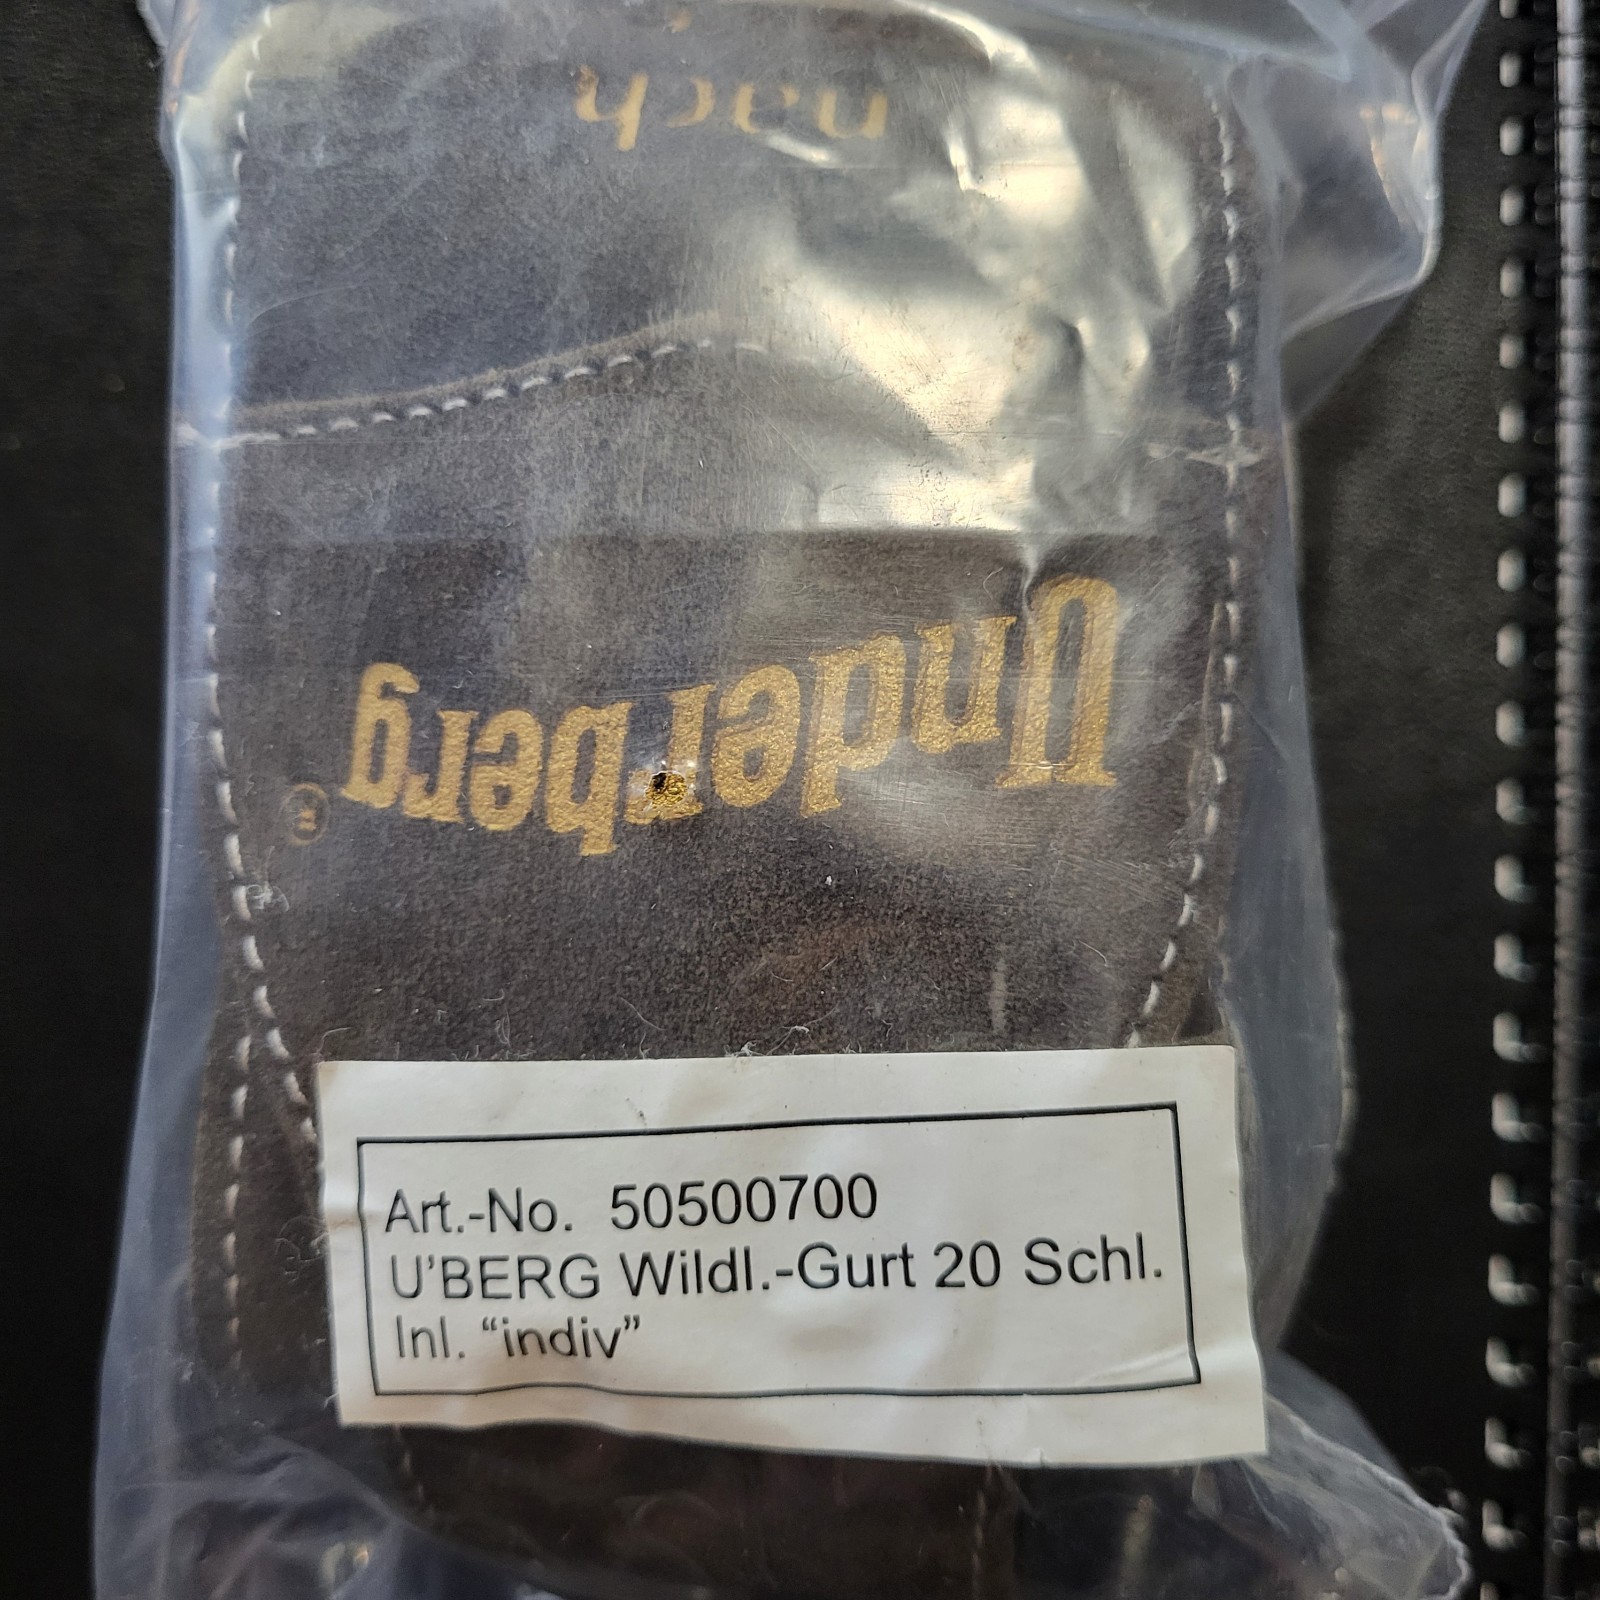 nach
Underberg®
Art.-No. 50500700
U’BERG Wildl.-Gurt 20 Schl.
Inl. “indiv”